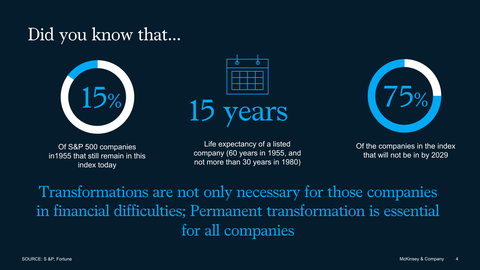 Did you know that...
15%
Of S&P 500 companies
in1955 that still remain in this
index today
15 years
Life expectancy of a listed
company (60 years in 1955, and
not more than 30 years in 1980)
75%
Of the companies in the index
that will not be in by 2029
Transformations are not only necessary for those companies
in financial difficulties; Permanent transformation is essential
for all companies
SOURCE: S &P; Fortune
McKinsey & Company 4